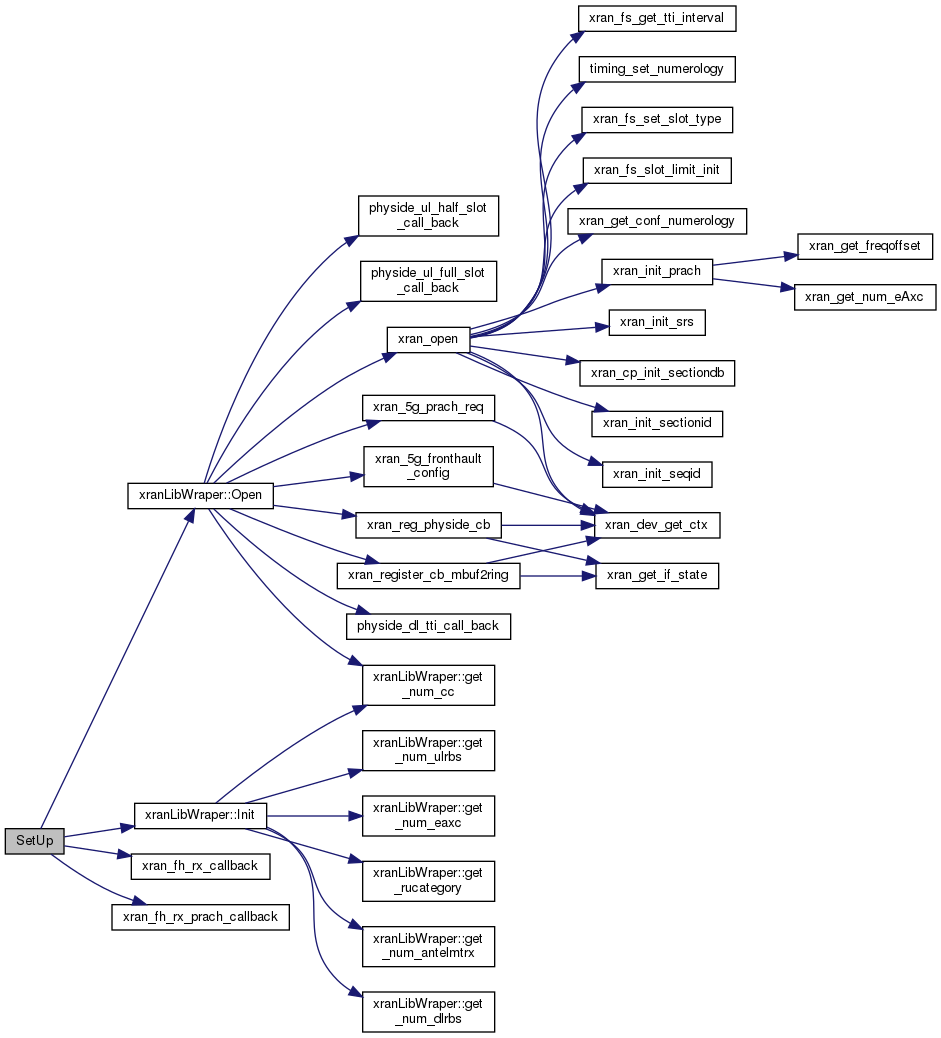 xran_fs_get_tti_interval
timing_set_numerology
xran_fs_set_slot_type
xran_fs_slot_limit_init
physide_ul_half_slot
_call_back
xran_get_conf_numerology
xran_get_freqoffset
xran_init_prach
physide_ul_full_slot
_call_back
xran_get_num_eAxc
xran_init_srs
xran_open
xran_cp_init_sectiondb
xran_5g_prach_req
xran_init_sectionid
xran_5g_fronthault
_config
xran_init_seqid
xranLibWraper::Open
xran_reg_physide_cb
xran_dev_get_ctx
xran_register_cb_mbuf2ring
xran_get_if_state
physide_dl_tti_call_back
xranLibWraper::get
_num_cc
xranLibWraper::get
_num_ulrbs
xranLibWraper::Init
xranLibWraper::get
_num_eaxc
SetUp
xran_fh_rx_callback
xranLibWraper::get
_rucategory
xran_fh_rx_prach_callback
xranLibWraper::get
_num_antelmtrx
xranLibWraper::get
_num_dlrbs